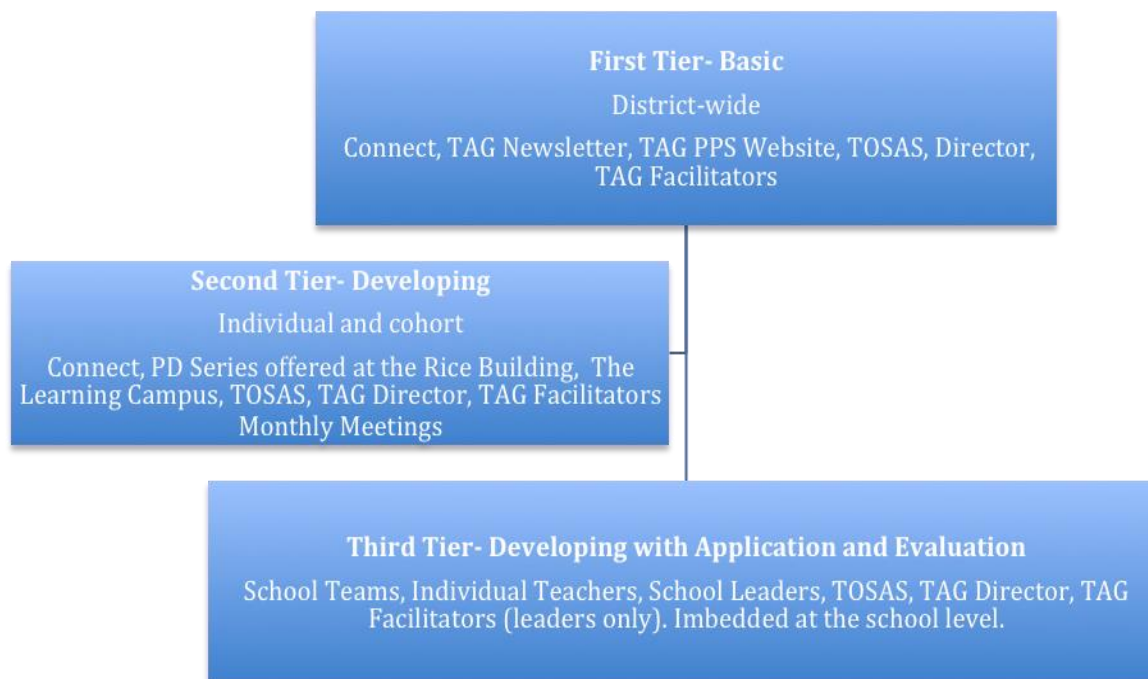 First Tier- Basic
District-wide
Connect, TAG Newsletter, TAG PPS Website, TOSAS, Director,
TAG Facilitators
Second Tier- Developing
Individual and cohort
Connect, PD Series offered at the Rice Building, The
Learning Campus, TOSAS, TAG Director, TAG Facilitators
Monthly Meetings
Third Tier- Developing with Application and Evaluation
School Teams, Individual Teachers, School Leaders, TOSAS, TAG Director, TAG
Facilitators (leaders only). Imbedded at the school level.